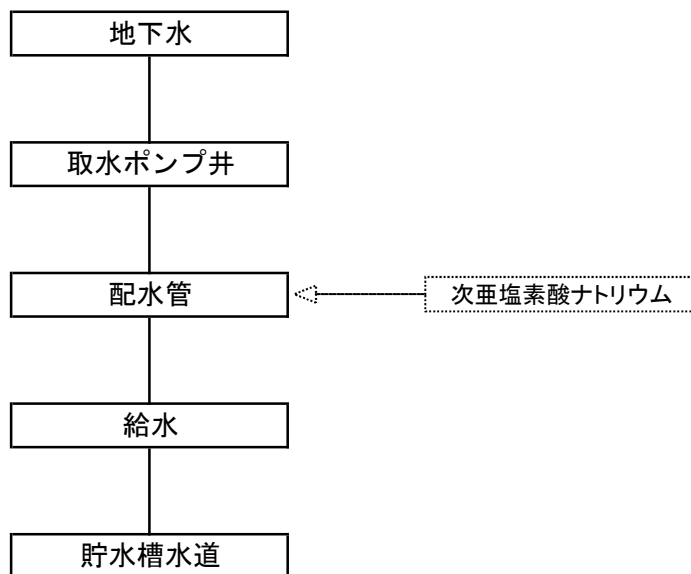 地下水
取水ポンプ井
配水管
次亜塩素酸ナトリウム
給水
貯水槽水道